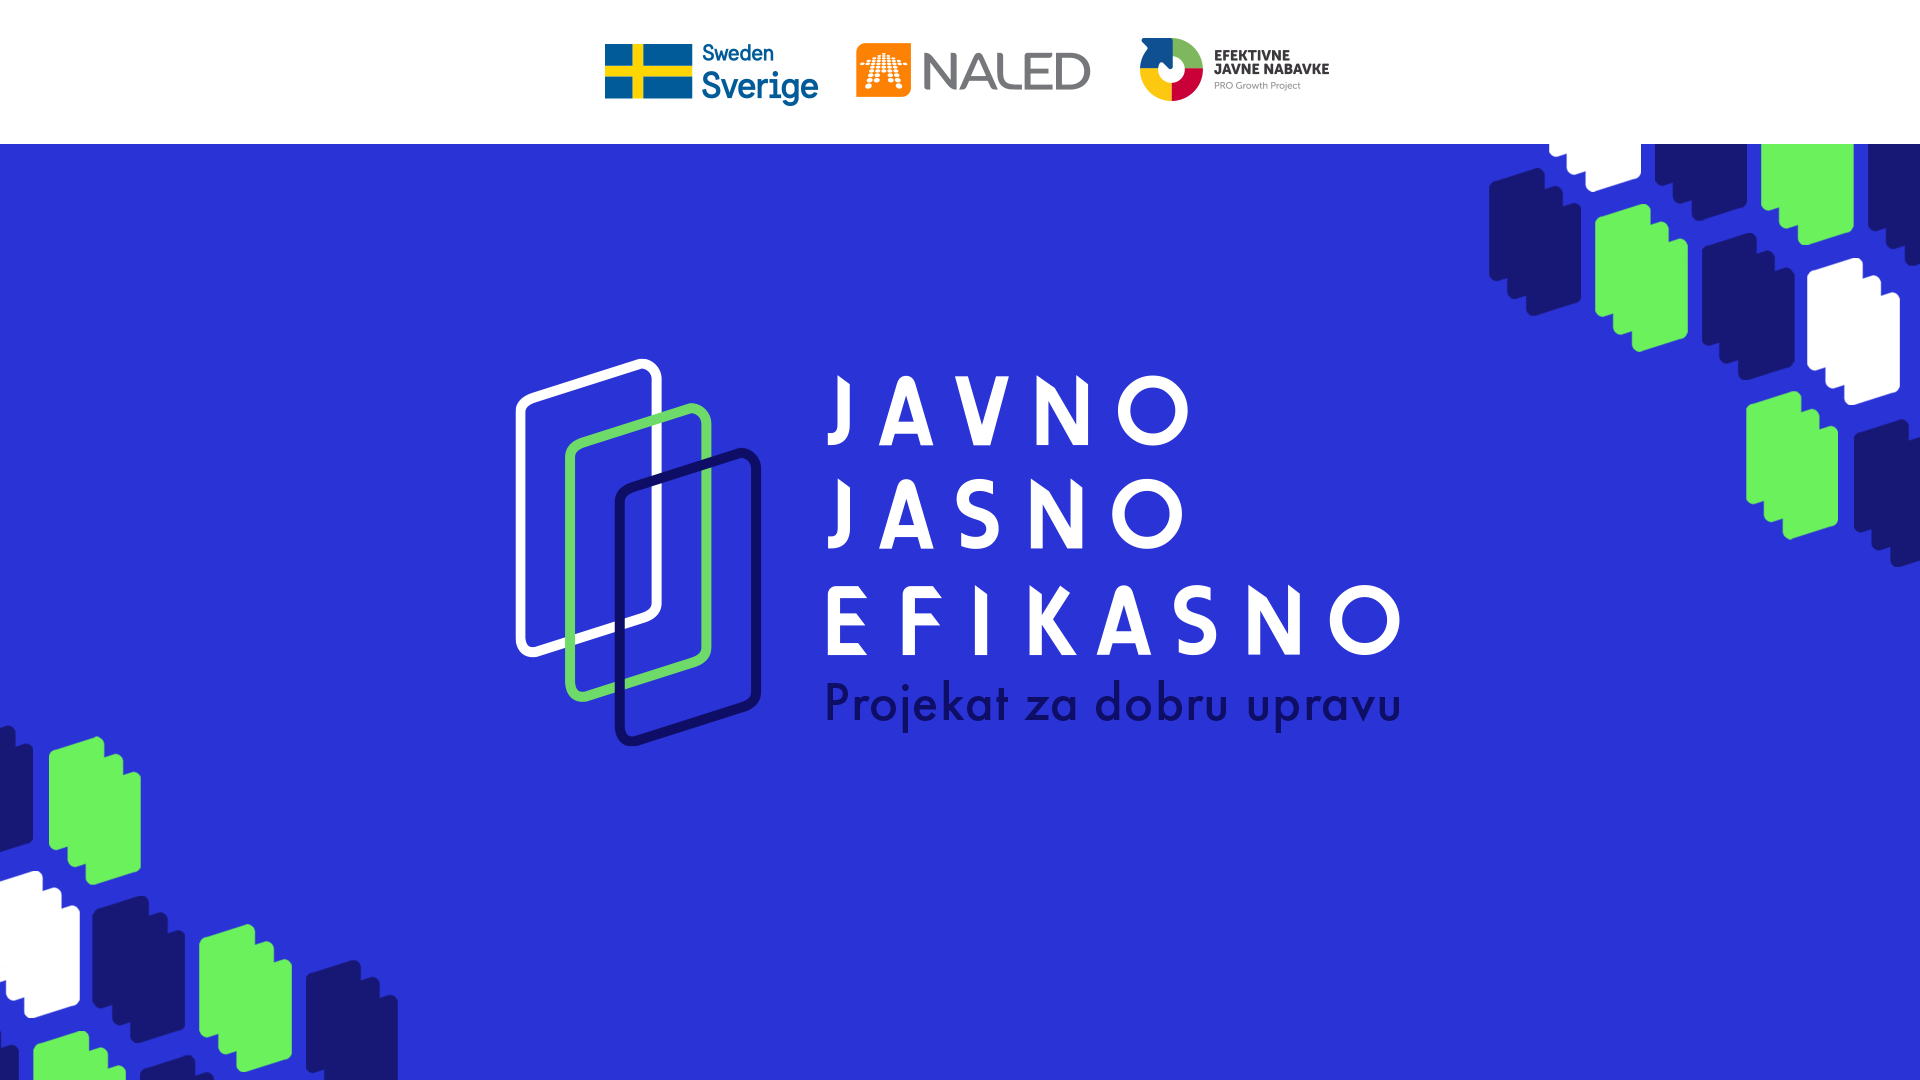 Sweden
Sverige
NALED
EFEKTIVNE
JAVNE NABAVKE
PRO Growth Project
JAVNO
JASNO
EFIKASNO
Projekat za dobru upravu